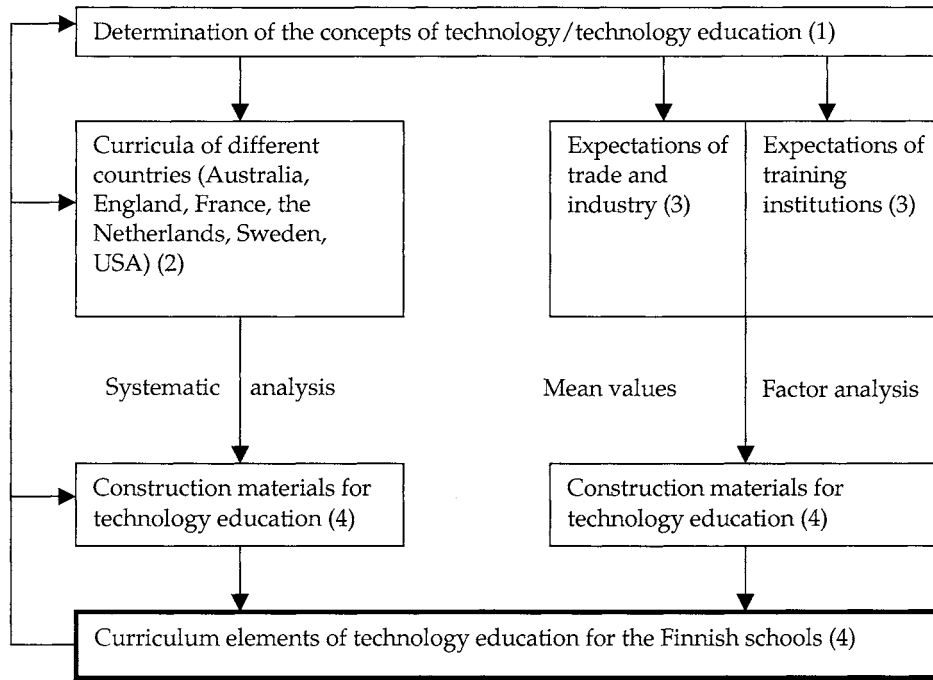 Determination of the concepts of technology/technology education (1)
Curricula of different
countries (Australia,
England, France, the
Netherlands, Sweden,
USA) (2)
Expectations of
trade and
industry (3)
Expectations of
training
institutions (3)
Systematic analysis
Mean values
Factor analysis
Construction materials for
technology education (4)
Construction materials for
technology education (4)
Curriculum elements of technology education for the Finnish schools (4)